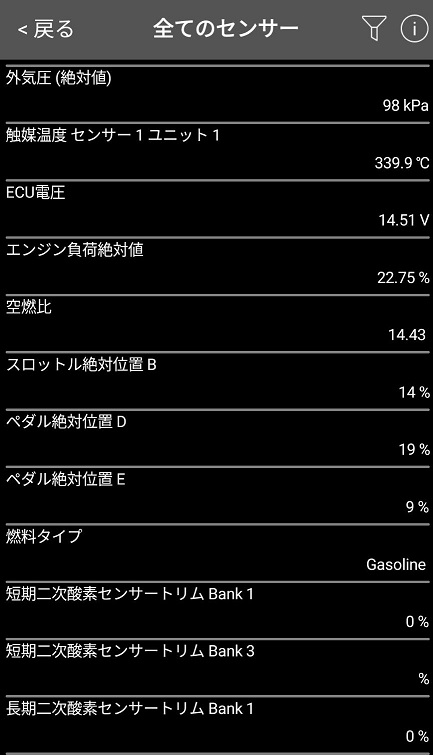 < 戻る 全てのセンサー
外気圧 (絶対値)
98 kPa
触媒温度 センサー 1 ユニット 1
339.9 ℃
ECU電圧
14.51 V
エンジン負荷絶対値
22.75 %
空燃比
14.43
スロットル絶対位置 B
14 %
ペダル絶対位置 D
19 %
ペダル絶対位置 E
9 %
燃料タイプ
Gasoline
短期二次酸素センサートリム Bank 1
0 %
短期二次酸素センサートリム Bank 3
%
長期二次酸素センサートリム Bank 1
0 %